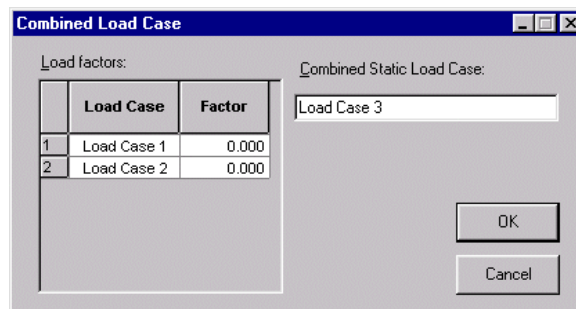 Combined Load Case
Load factors:
Load Case Factor
1 Load Case 1 0.000
2 Load Case 2 0.000
Combined Static Load Case:
Load Case 3
OK
Cancel